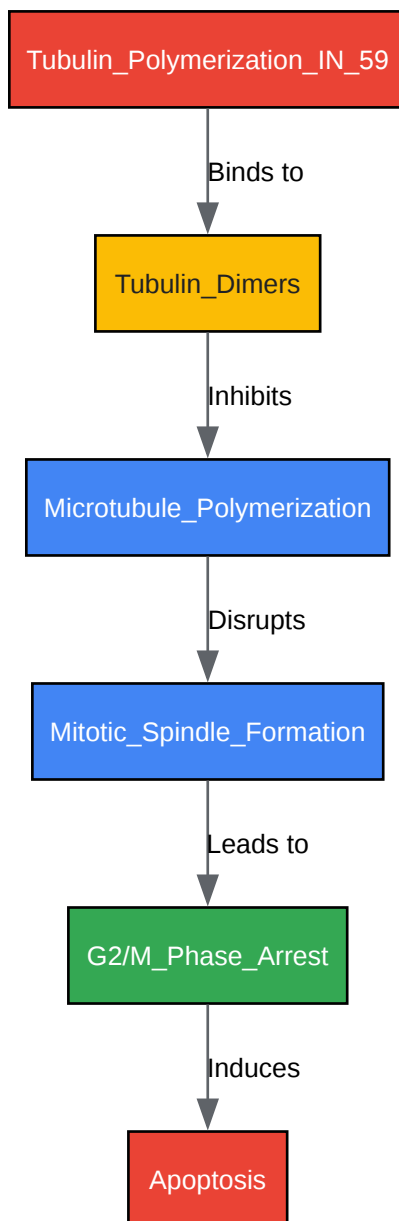 Tubulin_Polymerization_IN_59
Binds to
Tubulin_Dimers
Inhibits
Microtubule_Polymerization
Disrupts
Mitotic_Spindle_Formation
Leads to
G2/M_Phase_Arrest
Induces
Apoptosis